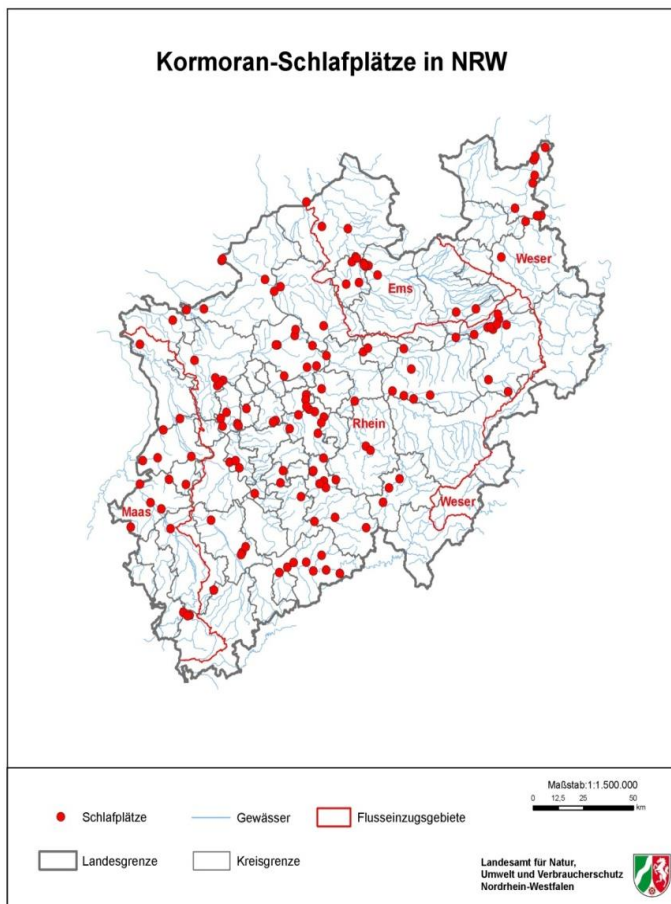 Kormoran-Schlafplätze in NRW
Weser
Ems
Rhein
Maas
Weser
Maßstab:1:1.500.000
0 12,5 25 50
km
Schlafplätze
Gewässer
Flusseinzugsgebiete
Landesgrenze
Kreisgrenze
Landesamt für Natur,
Umwelt und Verbraucherschutz
Nordrhein-Westfalen